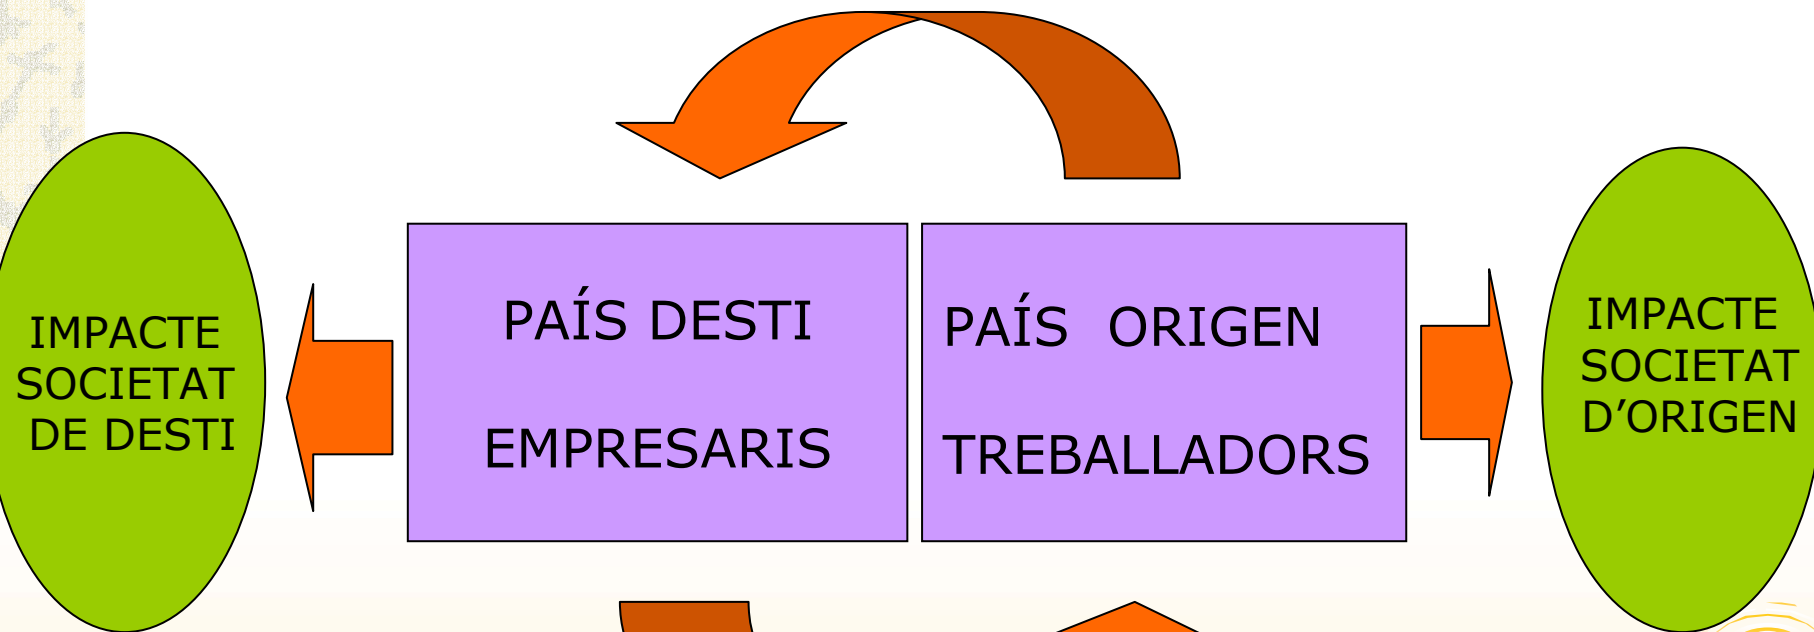 IMPACTE
SOCIETAT
DE DESTI
PAÍS DESTI
EMPRESARIS
PAÍS ORIGEN
TREBALLADORS
IMPACTE
SOCIETAT
D’ORIGEN